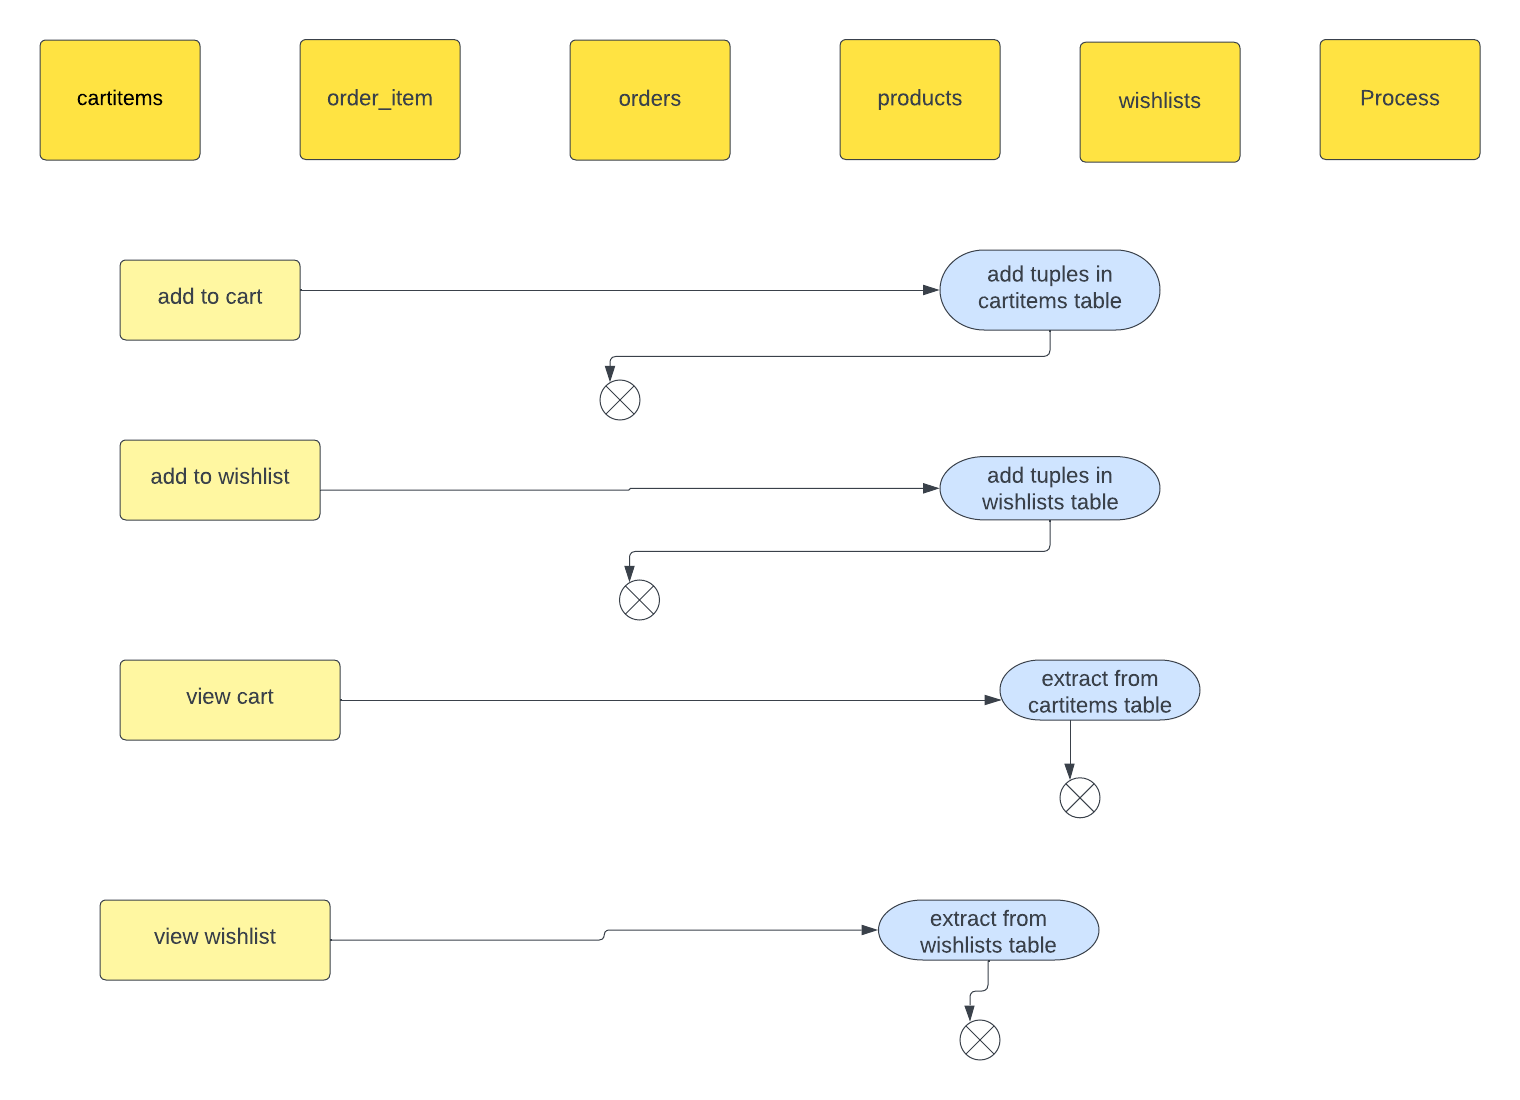 cartitems
order_item
orders
products
wishlists
Process
add to cart
add tuples in
cartitems table
add to wishlist
add tuples in
wishlists table
view cart
extract from
cartitems table
view wishlist
extract from
wishlists table